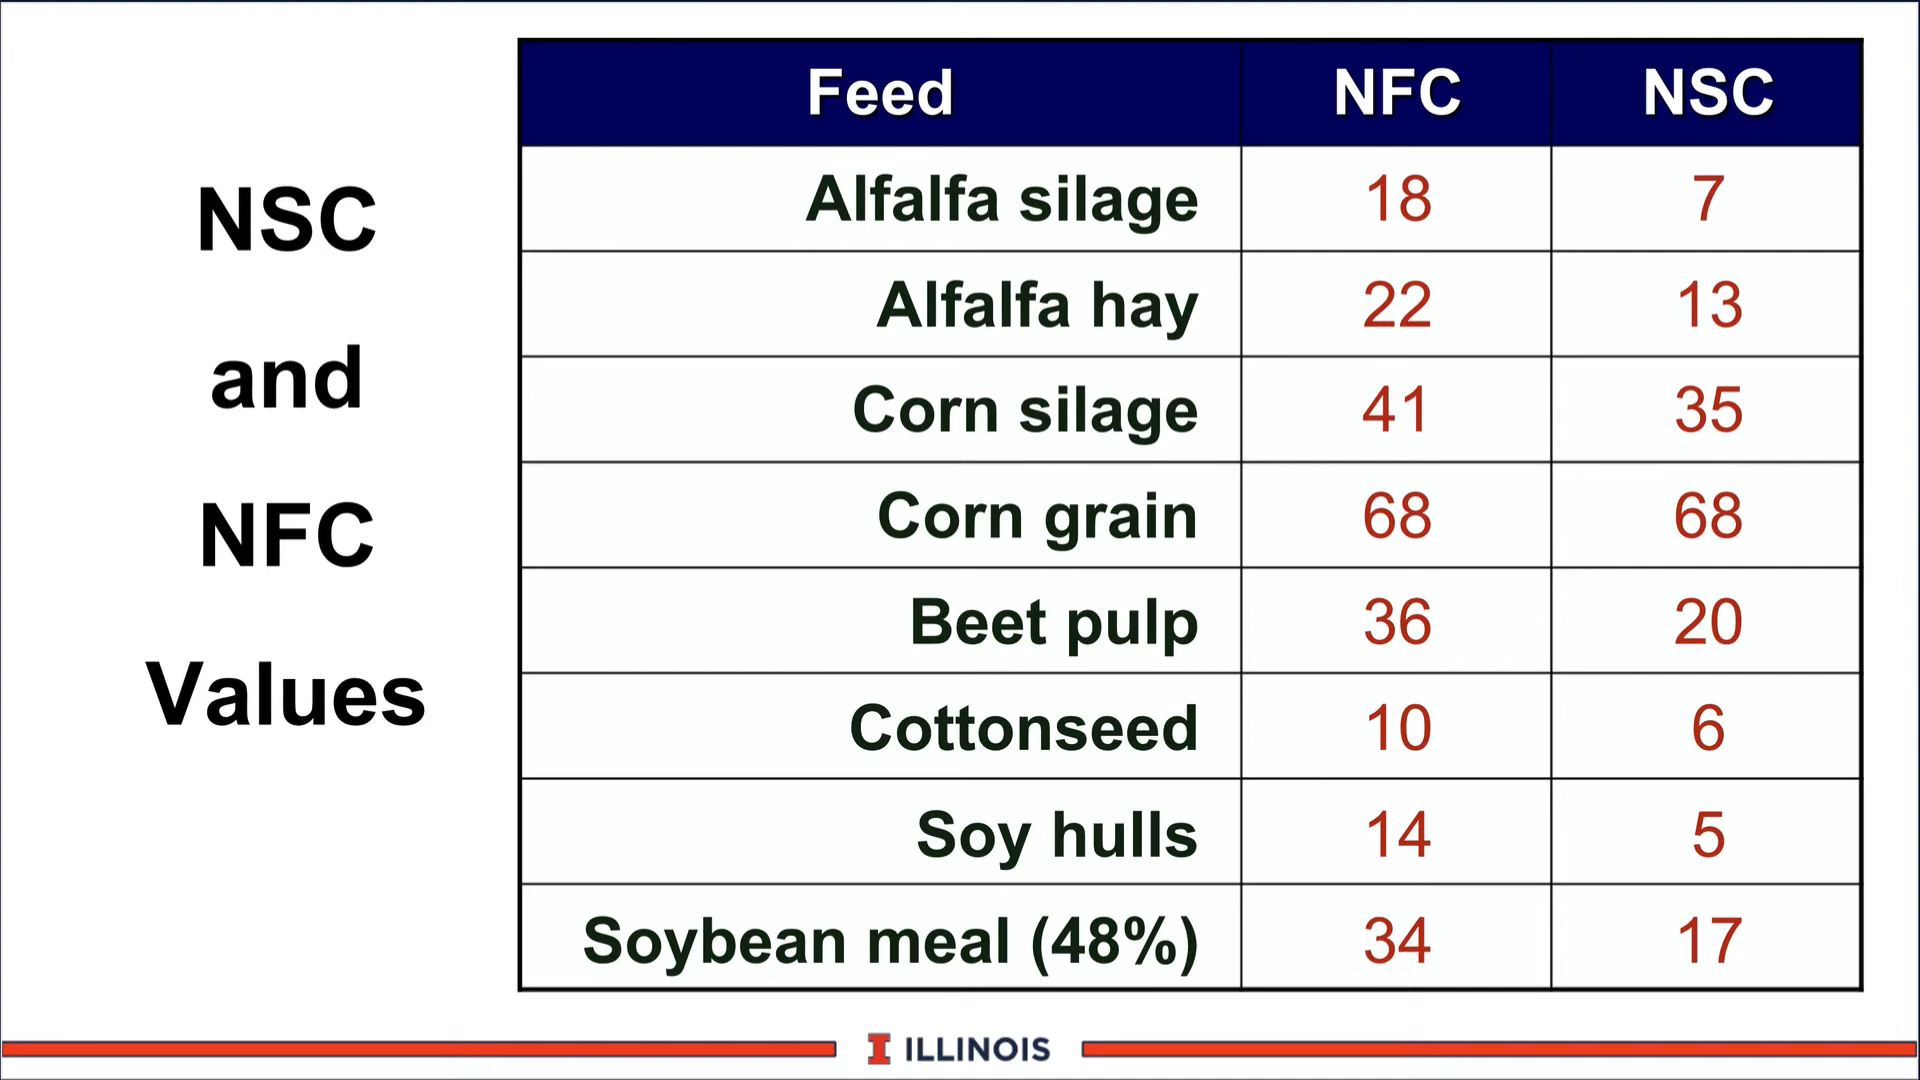 NSC
and
NFC
Values
Feed NFC NSC
Alfalfa silage 18 7
Alfalfa hay 22 13
Corn silage 41 35
Corn grain 68 68
Beet pulp 36 20
Cottonseed 10 6
Soy hulls 14 5
Soybean meal (48%) 34 17
I ILLINOIS